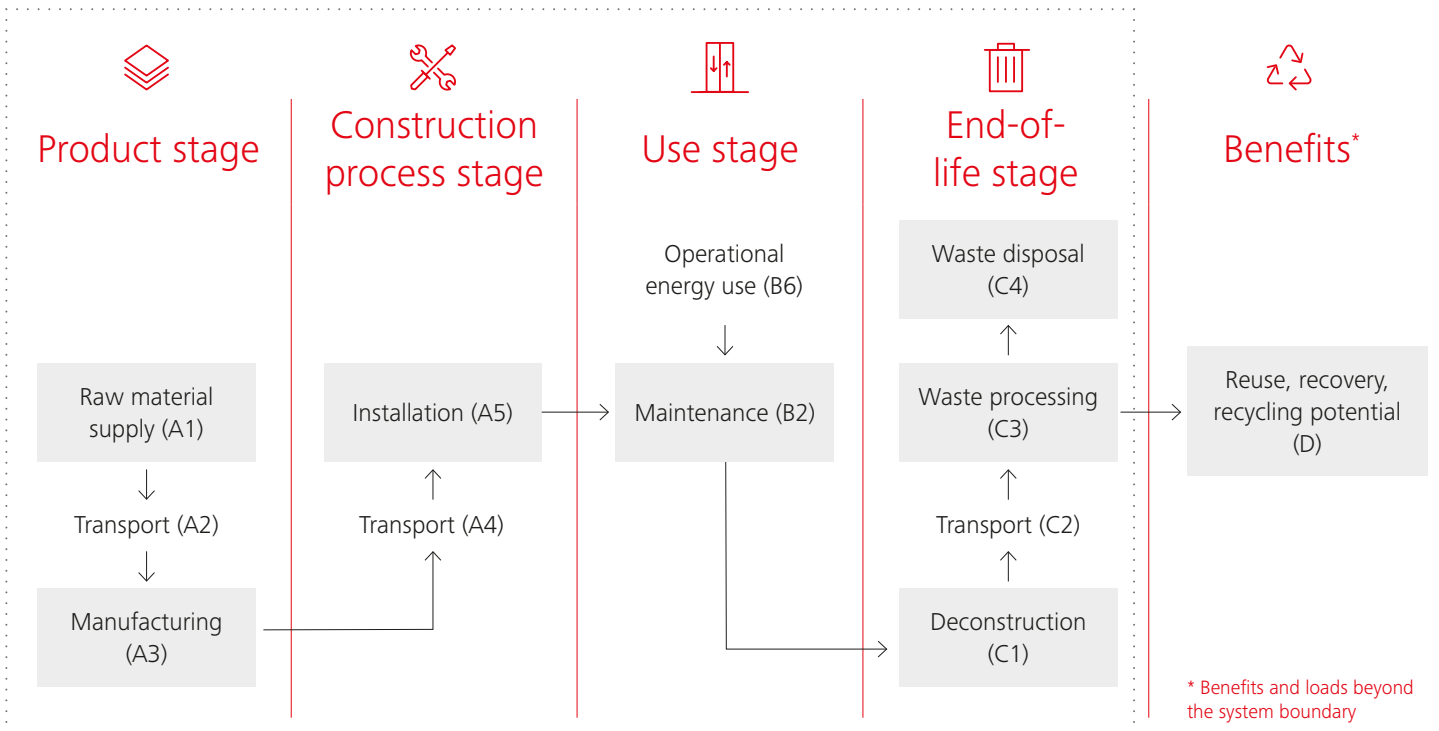 Product stage
Raw material
supply (A1)
Transport (A2)
Manufacturing
(A3)
Construction
process stage
Installation (A5)
Transport (A4)
Use stage
Operational
energy use (B6)
Maintenance (B2)
End-of-
life stage
Waste disposal
(C4)
Waste processing
(C3)
Transport (C2)
Deconstruction
(C1)
Benefits*
Reuse, recovery,
recycling potential
(D)
* Benefits and loads beyond
the system boundary